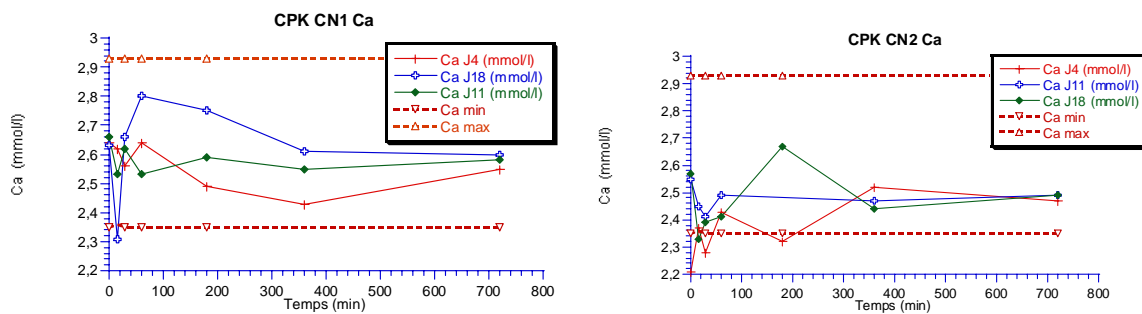 CPK CN1 Ca
Ca (mmol/l)
3
2,9
2,8
2,7
2,6
2,5
2,4
2,3
2,2
0 100 200 300 400 500 600 700 800
Temps (min)
Ca J4 (mmol/l)
Ca J18 (mmol/l)
Ca J11 (mmol/l)
Ca min
Ca max
CPK CN2 Ca
Ca (mmol/l)
3
2,9
2,8
2,7
2,6
2,5
2,4
2,3
2,2
0 100 200 300 400 500 600 700 800
Temps (min)
Ca J4 (mmol/l)
Ca J11 (mmol/l)
Ca J18 (mmol/l)
Ca min
Ca max